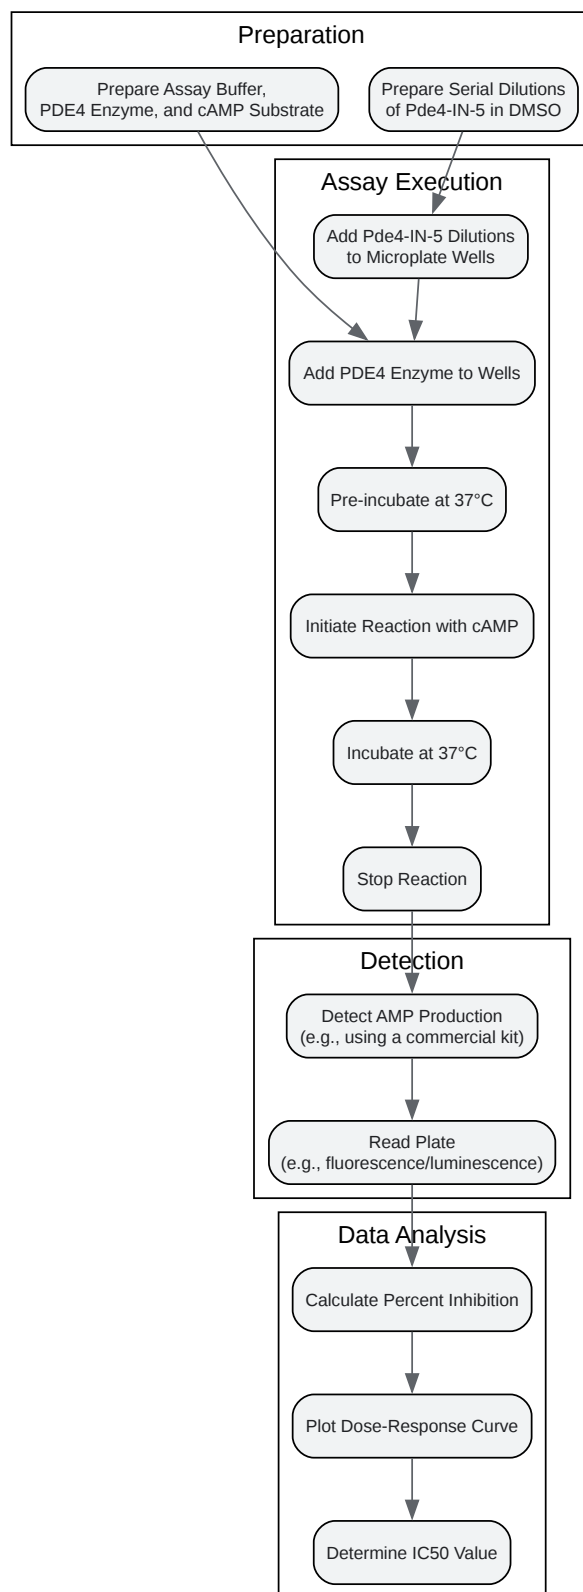 Preparation
Prepare Assay Buffer,
PDE4 Enzyme, and cAMP Substrate
Prepare Serial Dilutions
of Pde4-IN-5 in DMSO
Assay Execution
Add Pde4-IN-5 Dilutions
to Microplate Wells
Add PDE4 Enzyme to Wells
Pre-incubate at 37°C
Initiate Reaction with cAMP
Incubate at 37°C
Stop Reaction
Detection
Detect AMP Production
(e.g., using a commercial kit)
Read Plate
(e.g., fluorescence/luminescence)
Data Analysis
Calculate Percent Inhibition
Plot Dose-Response Curve
Determine IC50 Value